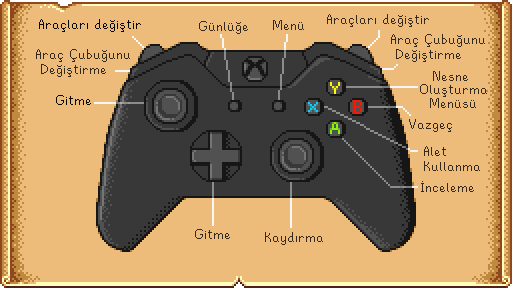 Araçları değiştir
Günlüğe
Menü
Araçları değiştir
Araç Çubuğunu
Değiştirme
Araç Çubuğunu
Değiştirme
Gitme
Nesne
Oluşturma
Menüsü
Y
X
B
A
Vazgeç
Alet
Kullanma
İnceleme
Gitme
Kaydırma